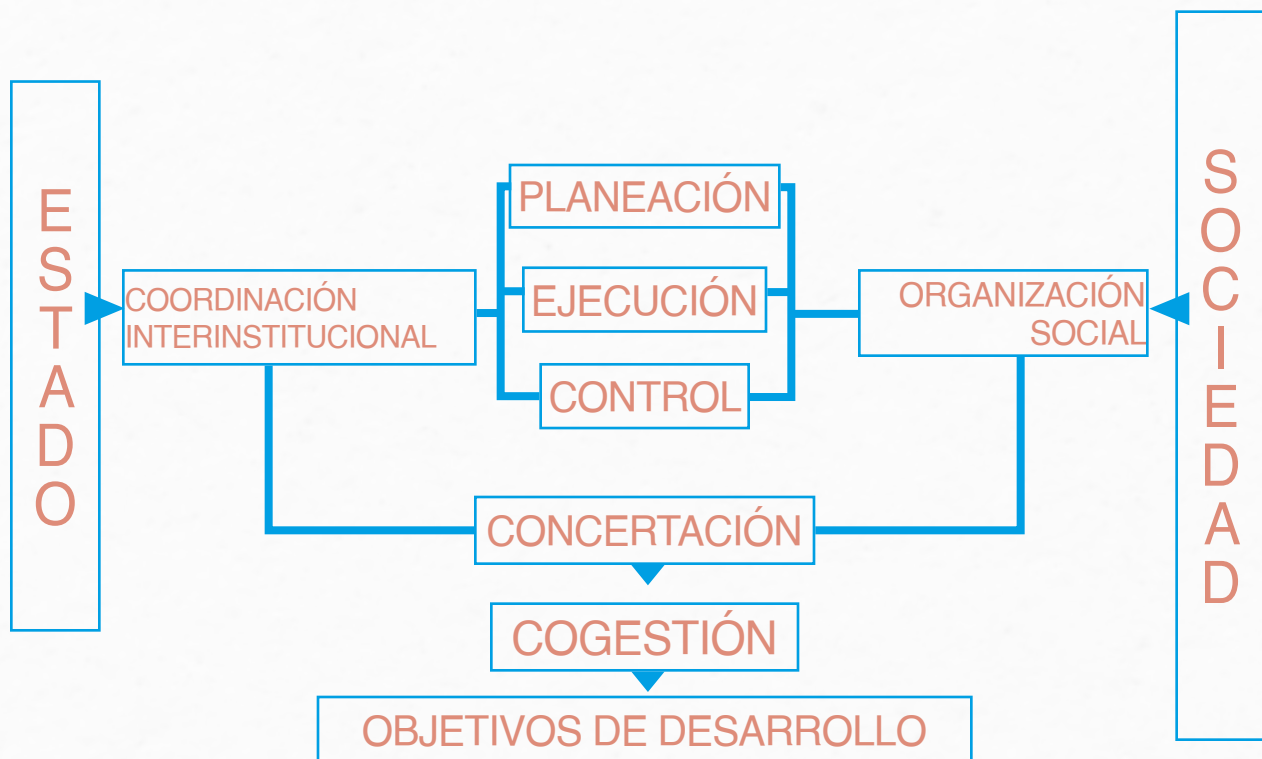 ESTADO
COORDINACIÓN
INTERINSTITUCIONAL
PLANEACIÓN
EJECUCIÓN
CONTROL
ORGANIZACIÓN
SOCIAL
SOCIEDAD
CONCERTACIÓN
COGESTIÓN
OBJETIVOS DE DESARROLLO